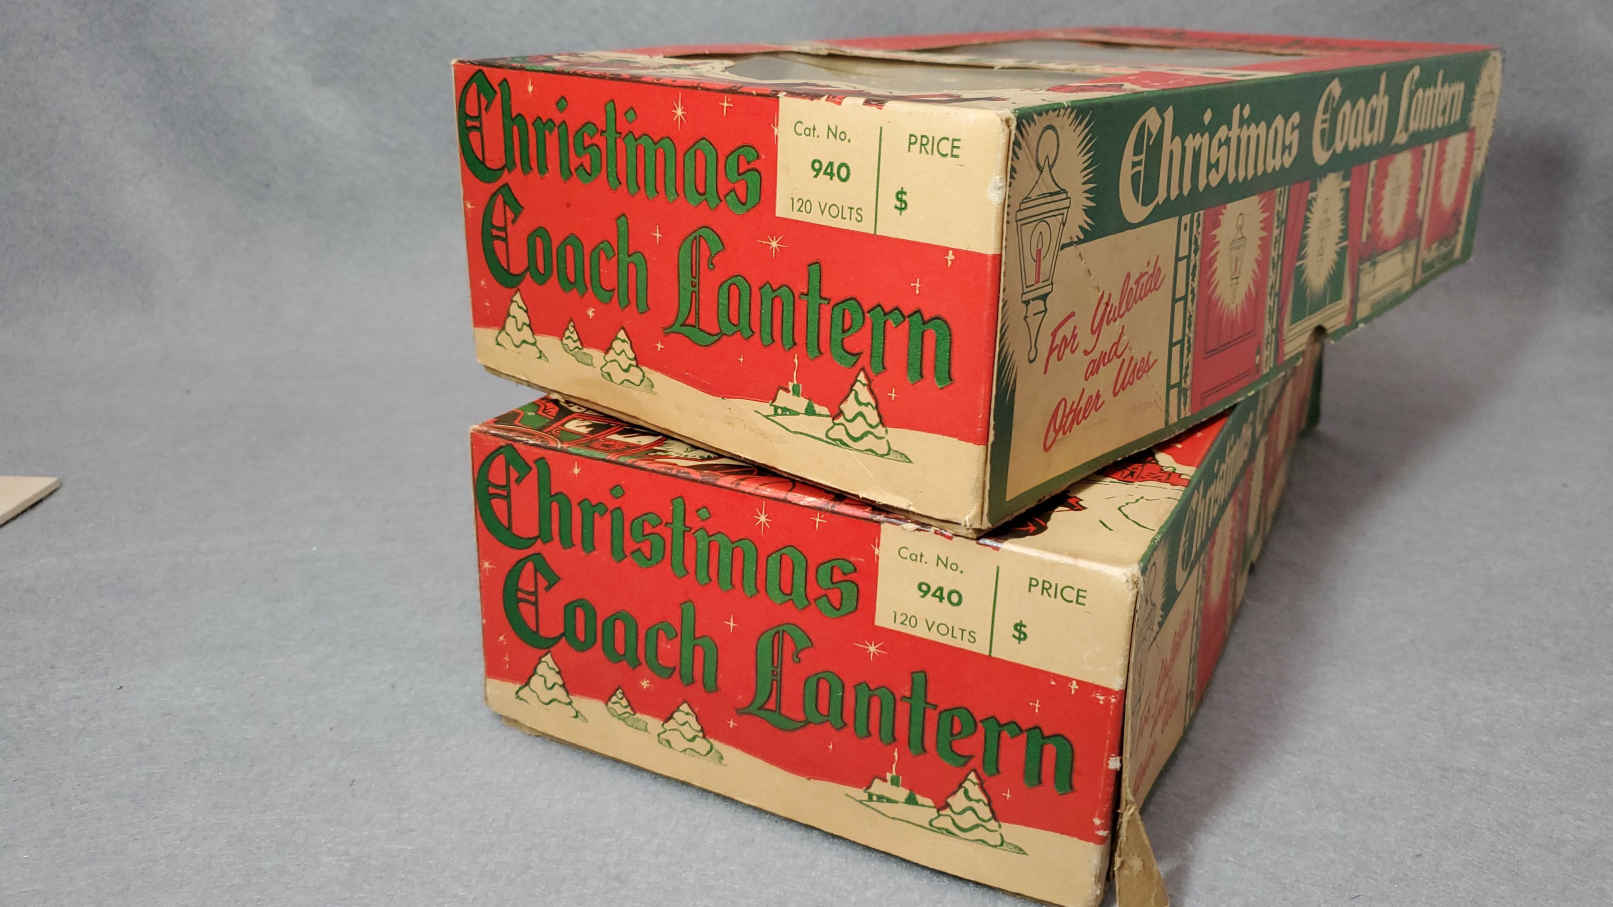 Christmas
Coach Lantern
Cat. No.
940
120 VOLTS
PRICE
$
Christmas Coach Lantern
For Yuletide
and
Other Uses
Christmas
Coach Lantern
Cat. No.
940
120 VOLTS
PRICE
$
Christmas